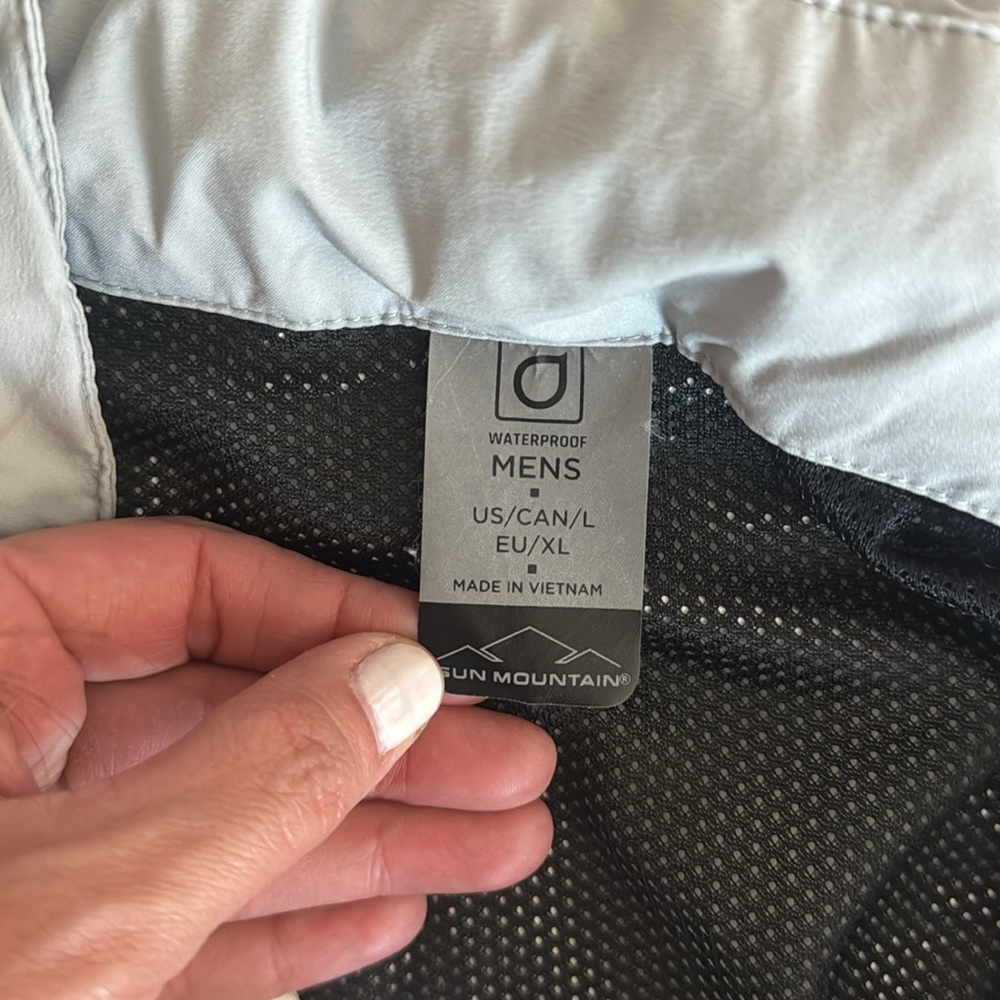 WATERPROOF
MENS
US/CAN/L
EU/XL
MADE IN VIETNAM
SUN MOUNTAIN®